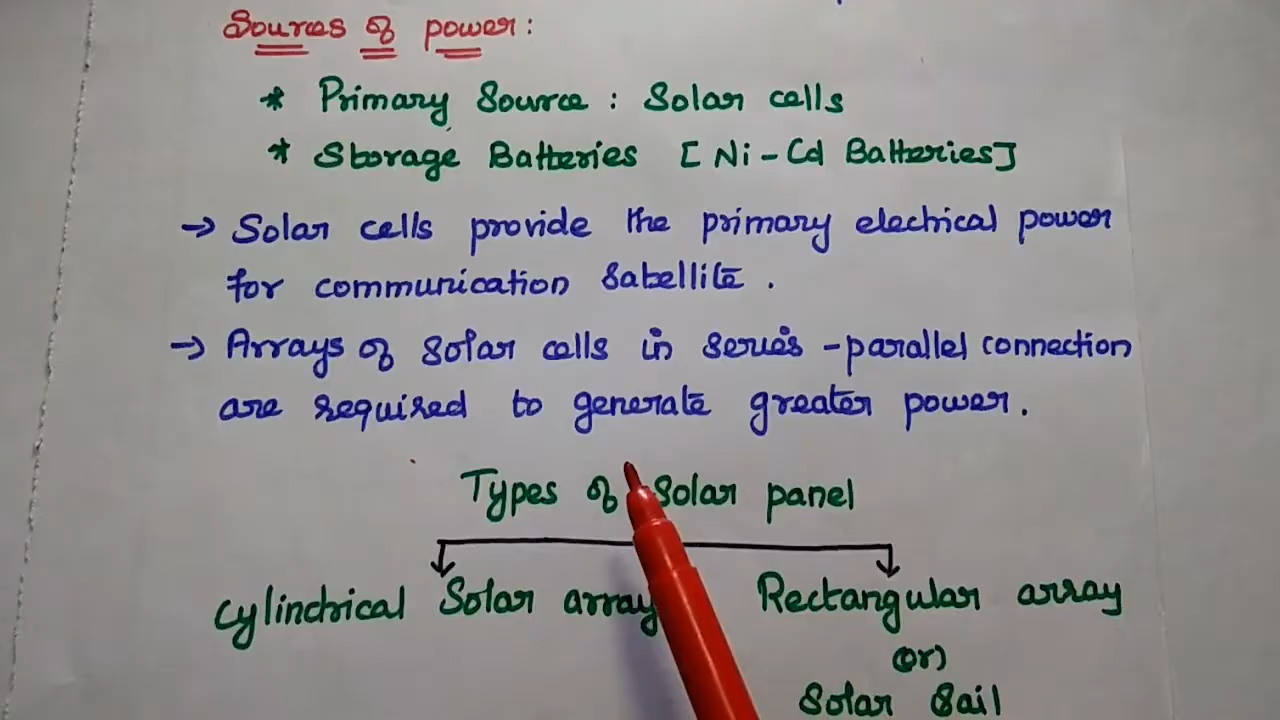 Sources of power:
* Primary Source : Solar cells
* Storage Batteries [Ni-Cd Batteries]
→ Solar cells provide the primary electrical power
for communication Satellite.
→ Arrays of Solar cells in series-parallel connection
are required to generate greater power.
Types of Solar panel
Cylindrical Solar array
Rectangular array
(or)
Solar Sail